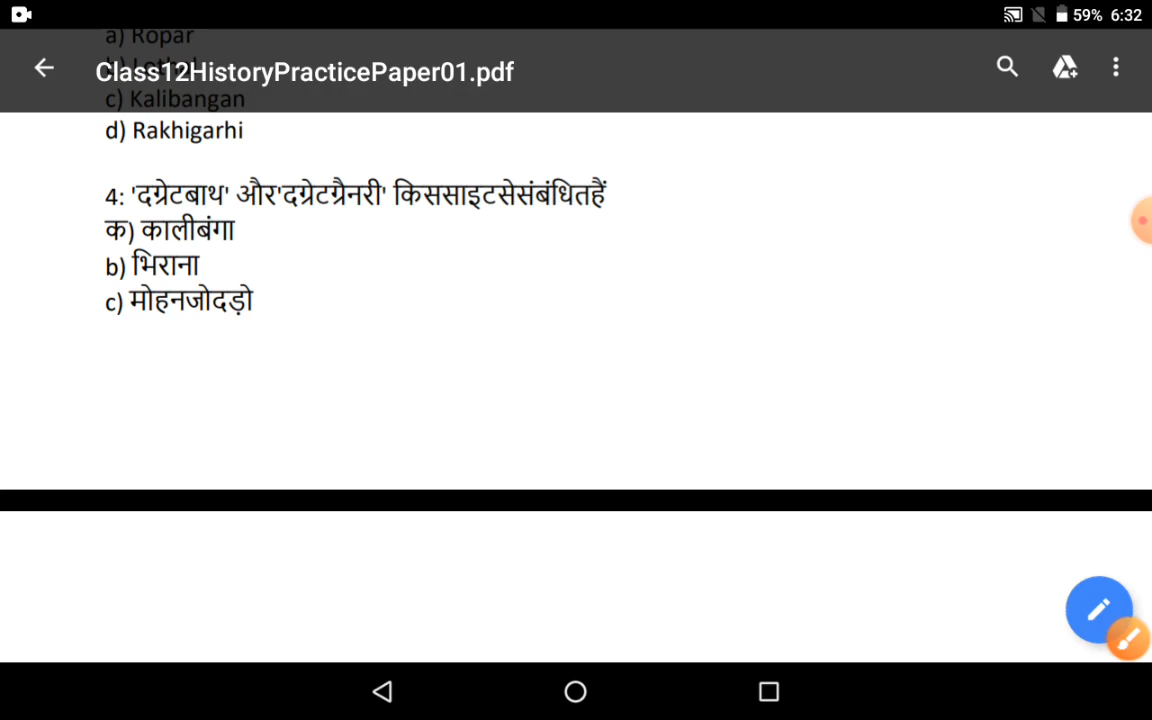 59% 6:32
a) Ropar
Class12HistoryPracticePaper01.pdf
c) Kalibangan
d) Rakhigarhi
4: 'दग्रेटबाथ' और'दग्रेटग्रैनरी' किससाइटसेसंबंधितहैं
क) कालीबंगा
b) भिराना
c) मोहनजोदड़ो